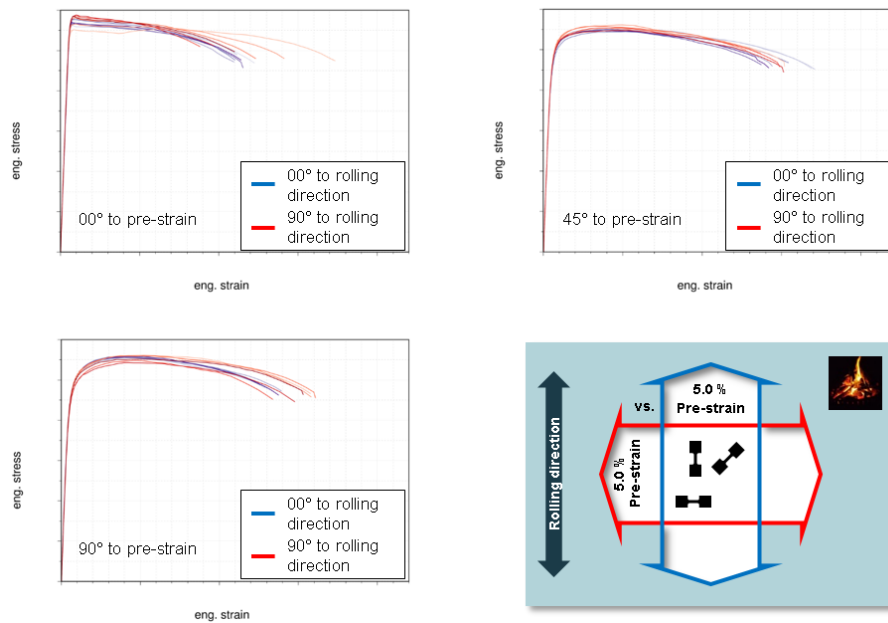 eng. stress
00° to pre-strain
00° to rolling
direction
90° to rolling
direction
eng. strain
eng. stress
45° to pre-strain
00° to rolling
direction
90° to rolling
direction
eng. strain
eng. stress
90° to pre-strain
00° to rolling
direction
90° to rolling
direction
eng. strain
Rolling direction
vs.
5.0 %
Pre-strain
5.0 %
Pre-strain